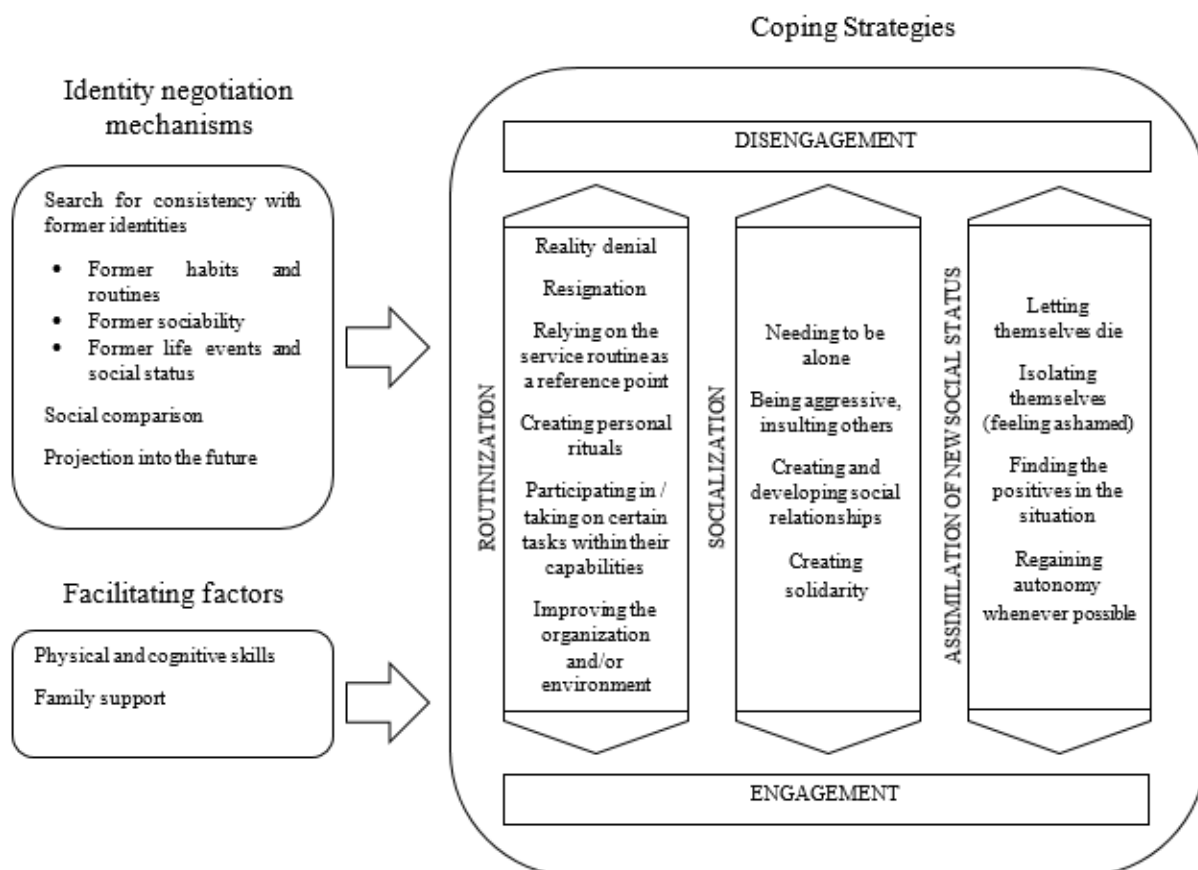 Coping Strategies
Identity negotiation
mechanisms
Search for consistency with
former identities
• Former habits and
routines
• Former sociability
• Former life events and
social status
Social comparison
Projection into the future
Facilitating factors
Physical and cognitive skills
Family support
DISENGAGEMENT
ROUTINIZATION
Reality denial
Resignation
Relying on the
service routine as
a reference point
Creating personal
rituals
Participating in /
taking on certain
tasks within their
capabilities
Improving the
organization
and/or
environment
SOCIALIZATION
Needing to be
alone
Being aggressive,
insulting others
Creating and
developing social
relationships
Creating
solidarity
ASSIMILATION OF NEW SOCIAL STATUS
Letting
themselves die
Isolating
themselves
(feeling ashamed)
Finding the
positives in the
situation
Regaining
autonomy
whenever possible
ENGAGEMENT